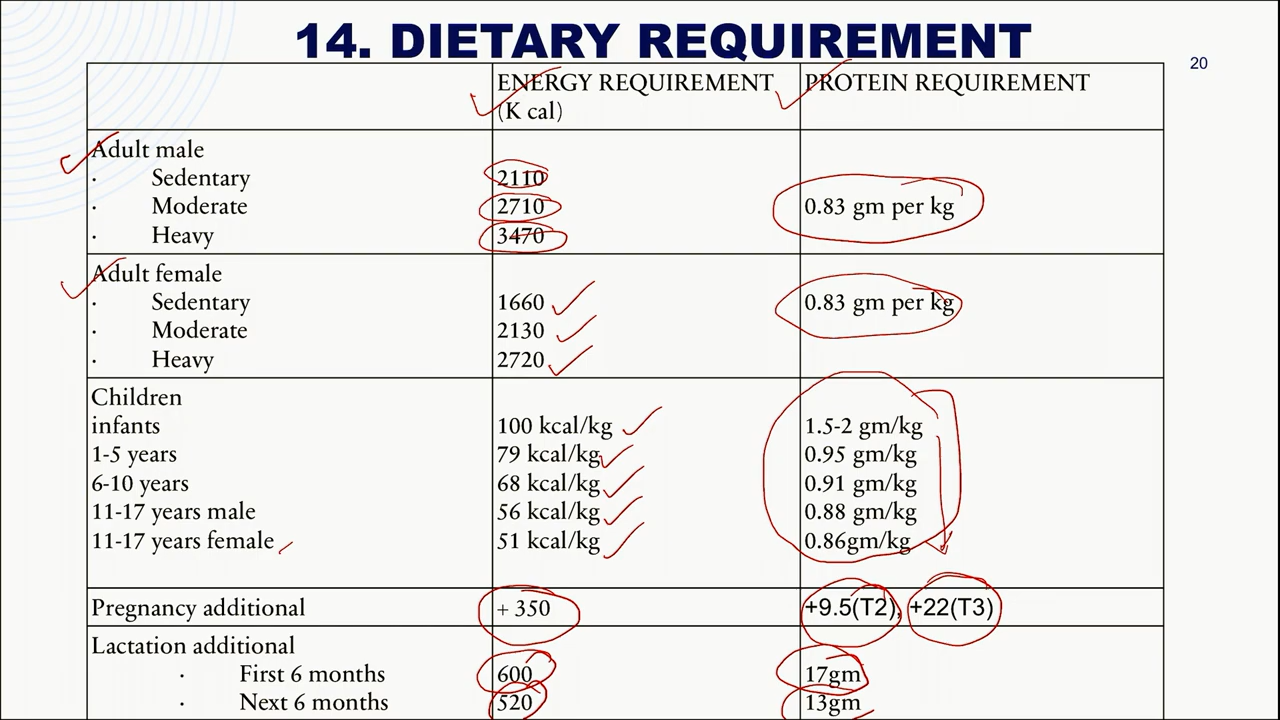 14. DIETARY REQUIREMENT
20
ENERGY REQUIREMENT (K cal)
PROTEIN REQUIREMENT
Adult male
· Sedentary 2110
· Moderate 2710 0.83 gm per kg
· Heavy 3470
Adult female
· Sedentary 1660 0.83 gm per kg
· Moderate 2130
· Heavy 2720
Children
infants 100 kcal/kg 1.5-2 gm/kg
1-5 years 79 kcal/kg 0.95 gm/kg
6-10 years 68 kcal/kg 0.91 gm/kg
11-17 years male 56 kcal/kg 0.88 gm/kg
11-17 years female 51 kcal/kg 0.86gm/kg
Pregnancy additional + 350 +9.5(T2), +22(T3)
Lactation additional
· First 6 months 600 17gm
· Next 6 months 520 13gm